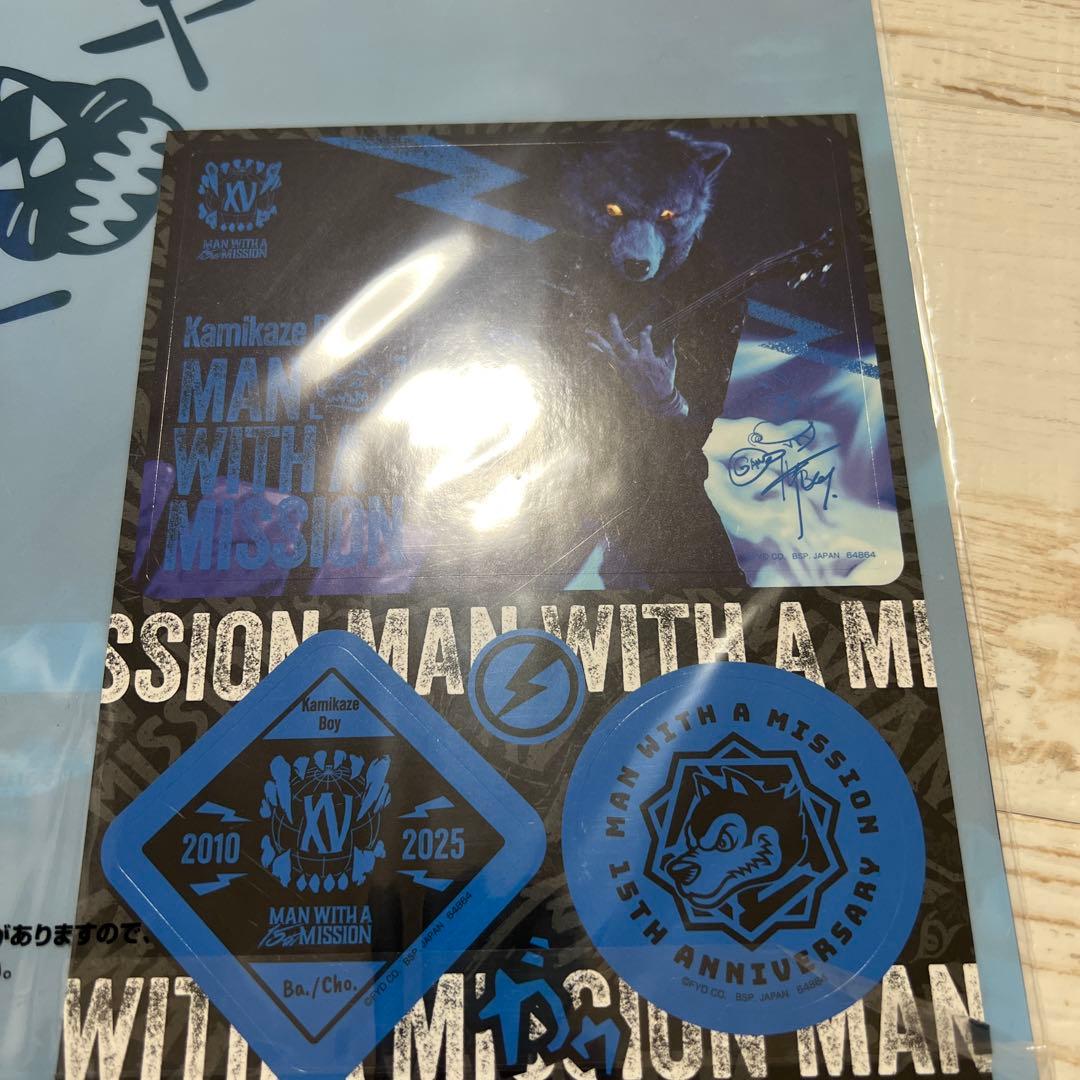 XV
MAN WITH A
15th MISSION
Kamikaze
MAN
WITH A
MISSION
FYD CO. BSP. JAPAN 64864
SSION MAN WITH A MI
Kamikaze
Boy
XV
2010
2025
MAN WITH A
15th MISSION
Ba./Cho.
©FYD CO. BSP. JAPAN 64864
MAN WITH A MISSION
15TH ANNIVERSARY
©FYD CO. BSP. JAPAN 64864
がありますので、
WITH A MISSION MAN